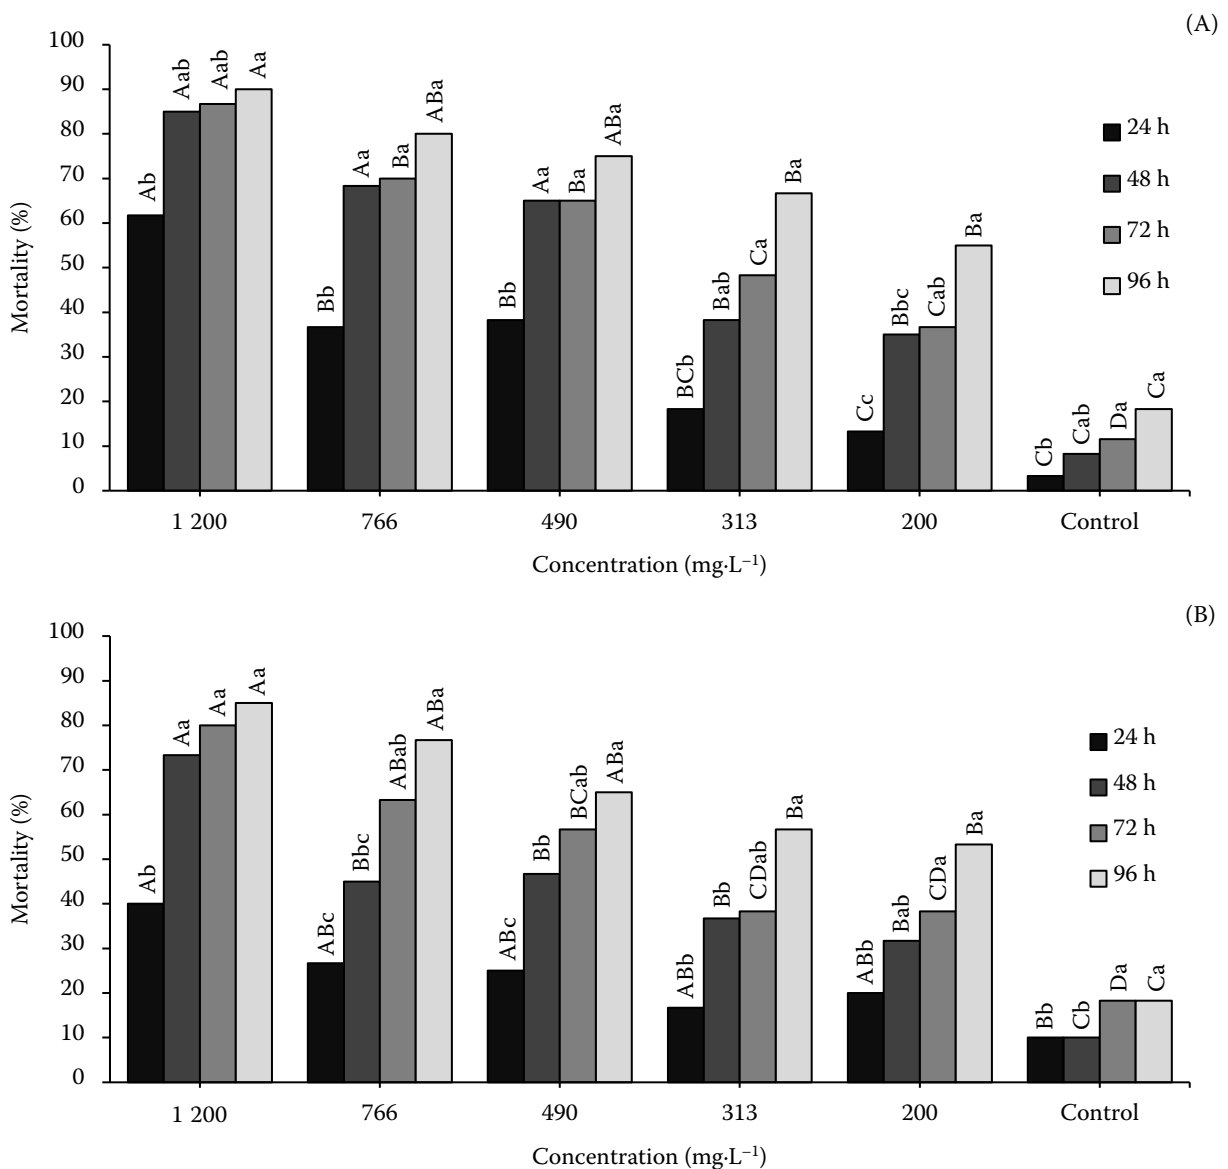 (A)
100
90
80
70
60
50
40
30
20
10
0
Mortality (%)
Ab Aab Aab Aa
Bb Aa Ba ABa
Bb Aa Ba ABa
BCb Bab Ca Ba
Cc Bbc Cab Ba
Cb Cab Da Ca
24 h
48 h
72 h
96 h
1 200 766 490 313 200 Control
Concentration (mg·L⁻¹)
(B)
100
90
80
70
60
50
40
30
20
10
0
Mortality (%)
Ab Aa Aa Aa
ABc Bbc ABab ABa
ABc Bb BCab ABa
ABb Bb CDab Ba
ABb Bab CDa Ba
Bb Cb Da Ca
24 h
48 h
72 h
96 h
1 200 766 490 313 200 Control
Concentration (mg·L⁻¹)